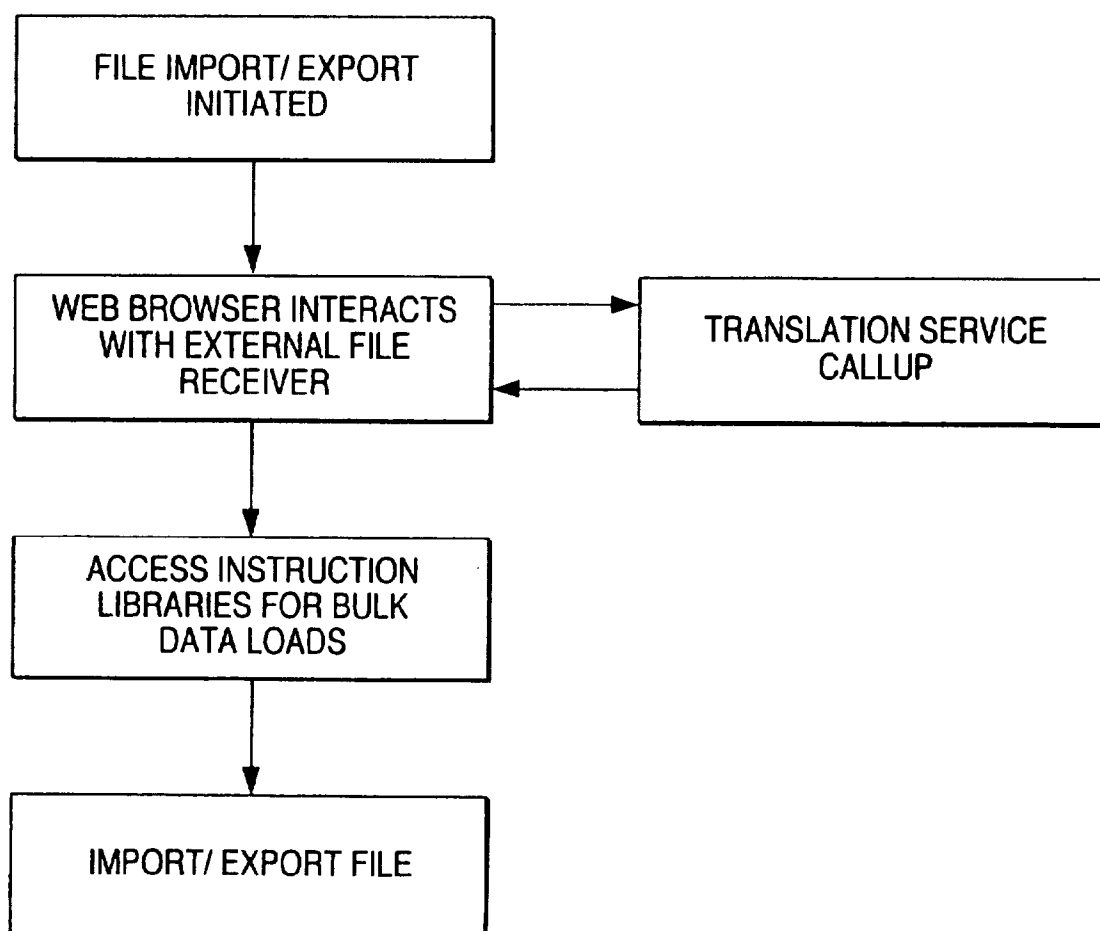 FILE IMPORT/ EXPORT
INITIATED
WEB BROWSER INTERACTS
WITH EXTERNAL FILE
RECEIVER
TRANSLATION SERVICE
CALLUP
ACCESS INSTRUCTION
LIBRARIES FOR BULK
DATA LOADS
IMPORT/ EXPORT FILE